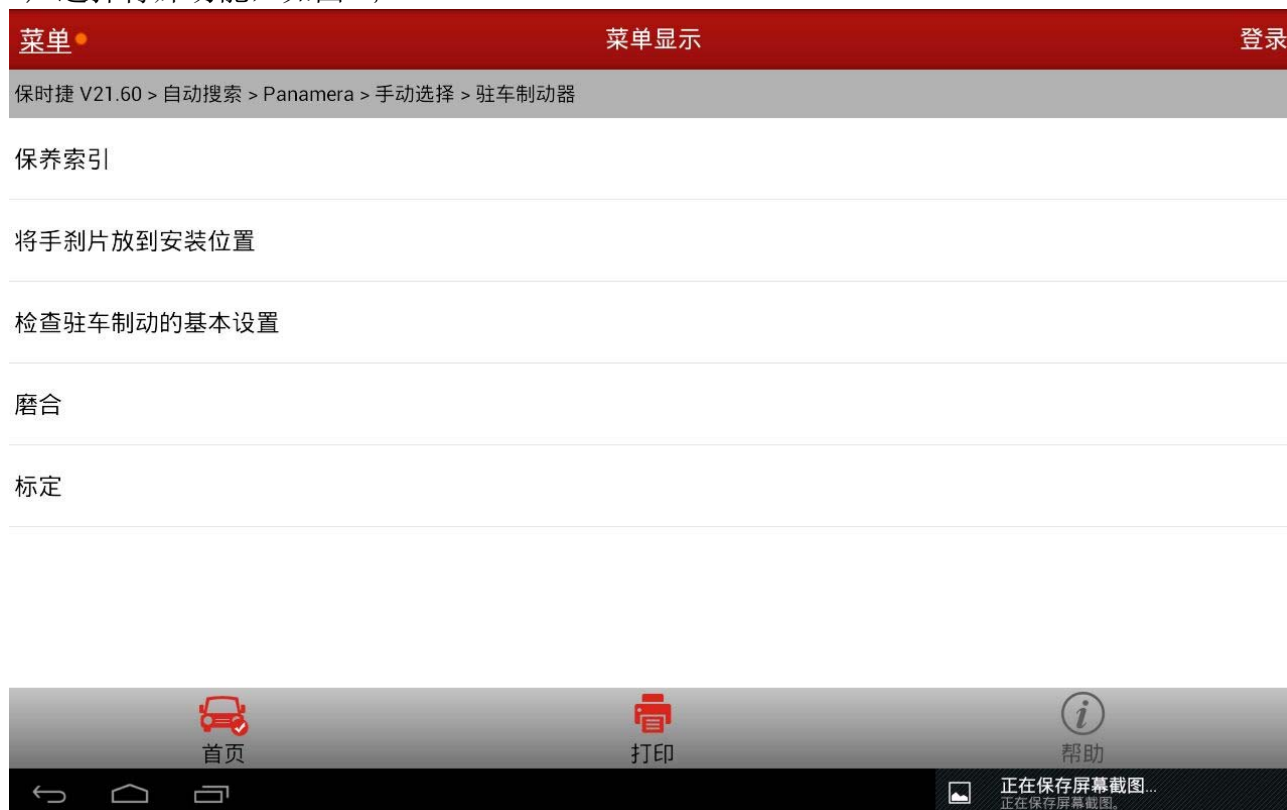 菜单
菜单显示
登录
保时捷 V21.60 > 自动搜索 > Panamera > 手动选择 > 驻车制动器
保养索引
将手刹片放到安装位置
检查驻车制动的基本设置
磨合
标定
首页
打印
帮助
正在保存屏幕截图...
正在保存屏幕截图。